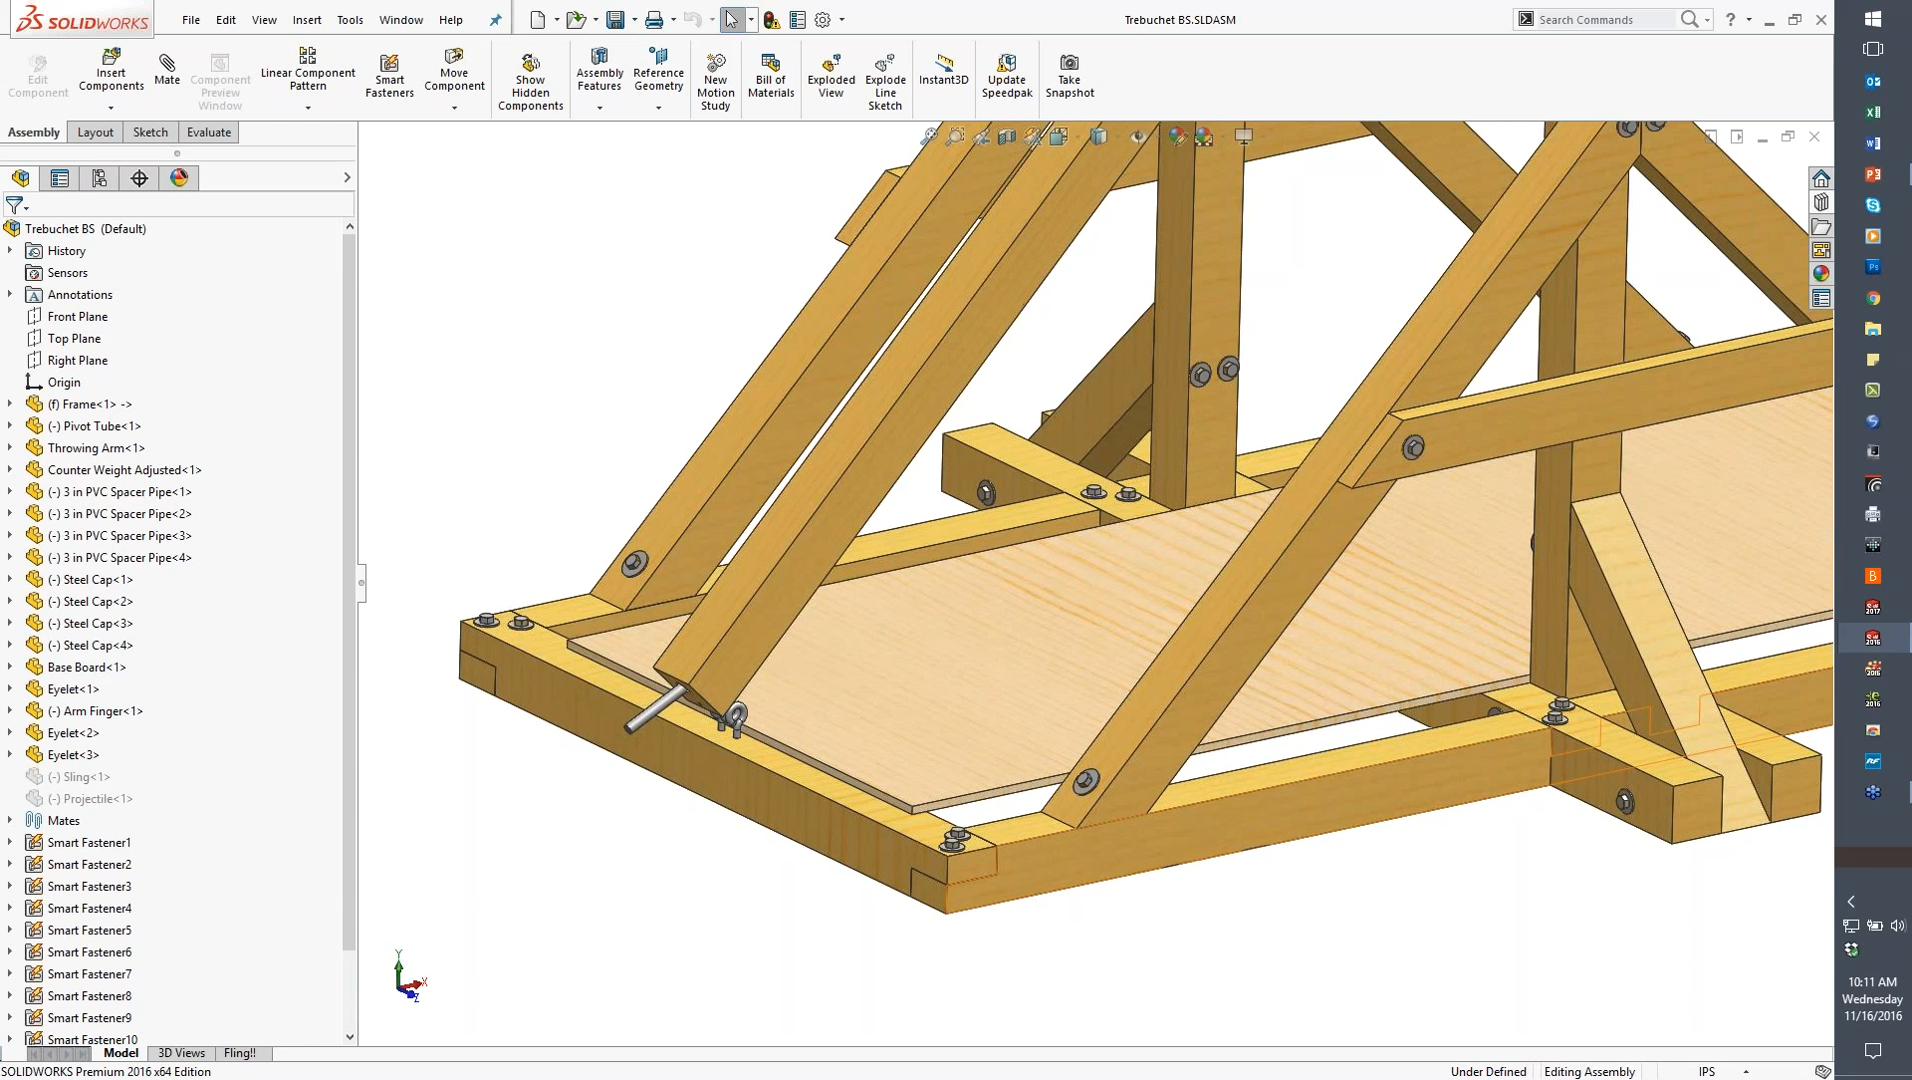 SOLIDWORKS
File Edit View Insert Tools Window Help
Trebuchet BS.SLDASM
Search Commands
?
Edit Component
Insert Components
Mate
Component Preview Window
Linear Component Pattern
Smart Fasteners
Move Component
Show Hidden Components
Assembly Features
Reference Geometry
New Motion Study
Bill of Materials
Exploded View
Explode Line Sketch
Instant3D
Update Speedpak
Take Snapshot
Assembly Layout Sketch Evaluate
Trebuchet BS (Default)
History
Sensors
Annotations
Front Plane
Top Plane
Right Plane
Origin
(f) Frame<1> ->
(-) Pivot Tube<1>
Throwing Arm<1>
Counter Weight Adjusted<1>
(-) 3 in PVC Spacer Pipe<1>
(-) 3 in PVC Spacer Pipe<2>
(-) 3 in PVC Spacer Pipe<3>
(-) 3 in PVC Spacer Pipe<4>
(-) Steel Cap<1>
(-) Steel Cap<2>
(-) Steel Cap<3>
(-) Steel Cap<4>
Base Board<1>
Eyelet<1>
(-) Arm Finger<1>
Eyelet<2>
Eyelet<3>
(-) Sling<1>
(-) Projectile<1>
Mates
Smart Fastener1
Smart Fastener2
Smart Fastener3
Smart Fastener4
Smart Fastener5
Smart Fastener6
Smart Fastener7
Smart Fastener8
Smart Fastener9
Smart Fastener10
Y
X
Z
Model 3D Views Fling!!
SOLIDWORKS Premium 2016 x64 Edition
Under Defined Editing Assembly IPS
10:11 AM
Wednesday
11/16/2016